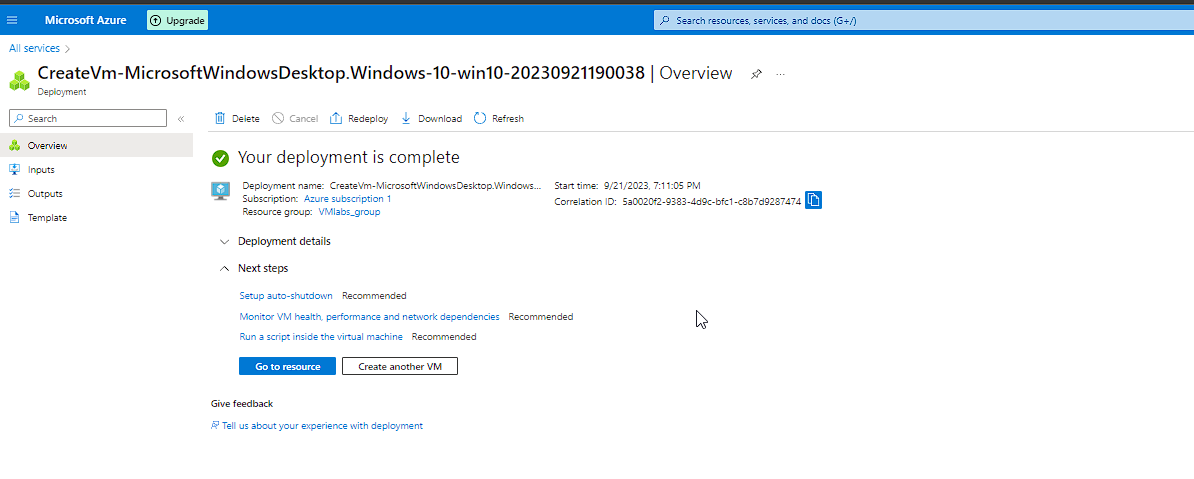 Microsoft Azure Upgrade Search resources, services, and docs (G+/)
All services
CreateVm-MicrosoftWindowsDesktop.Windows-10-win10-20230921190038 | Overview ...
Deployment
Search «
Delete Cancel Redeploy Download Refresh
Overview
Inputs
Outputs
Template
Your deployment is complete
Deployment name: CreateVm-MicrosoftWindowsDesktop.Windows...
Subscription: Azure subscription 1
Resource group: VMlabs_group
Start time: 9/21/2023, 7:11:05 PM
Correlation ID: 5a0020f2-9383-4d9c-bfc1-c8b7d9287474
Deployment details
Next steps
Setup auto-shutdown Recommended
Monitor VM health, performance and network dependencies Recommended
Run a script inside the virtual machine Recommended
Go to resource Create another VM
Give feedback
Tell us about your experience with deployment